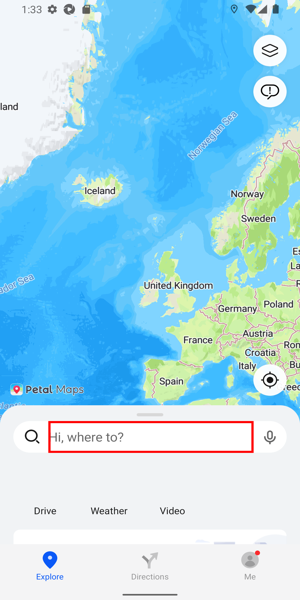 1:33
land
Norwegian Sea
Iceland
Norway
Sweden
ador Sea
United Kingdom
Germany
Poland
France
Austria
Croatia
Italy
Spain
Petal Maps
Hi, where to?
Drive Weather Video
Explore Directions Me